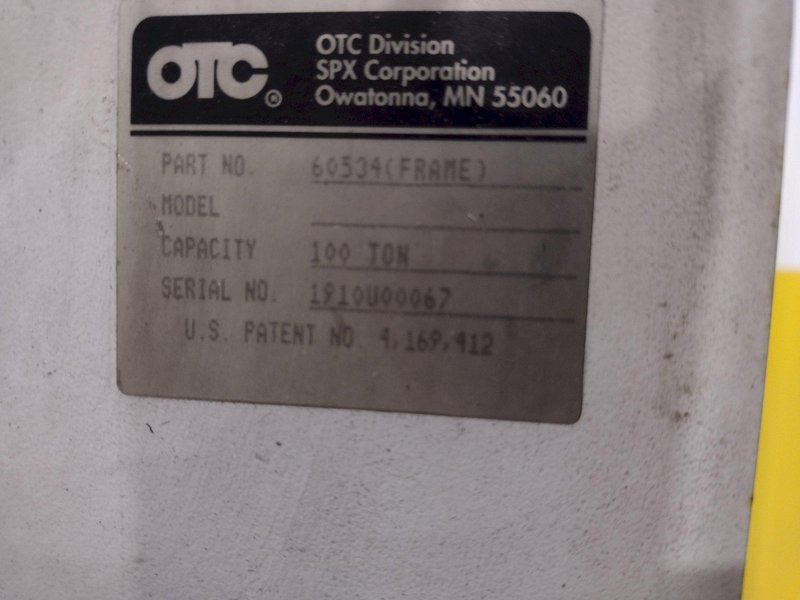 OTC®
OTC Division
SPX Corporation
Owatonna, MN 55060
PART NO. 60534(FRAME)
MODEL
CAPACITY 100 TON
SERIAL NO. 1910U00067
U.S. PATENT NO. 4,169,412